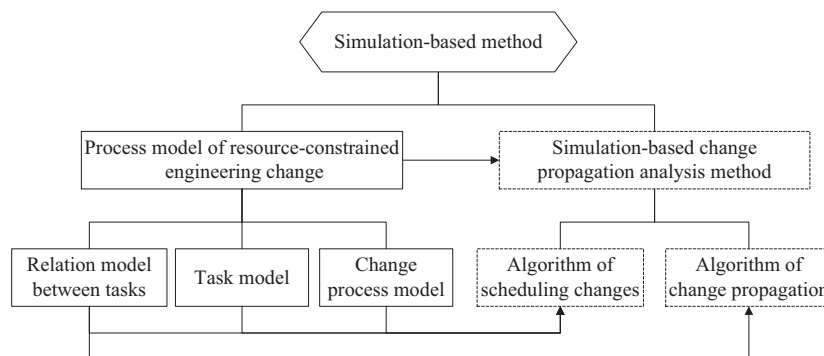 Simulation-based method
Process model of resource-constrained
engineering change
Simulation-based change
propagation analysis method
Relation model
between tasks
Task model
Change
process model
Algorithm of
scheduling changes
Algorithm of
change propagation